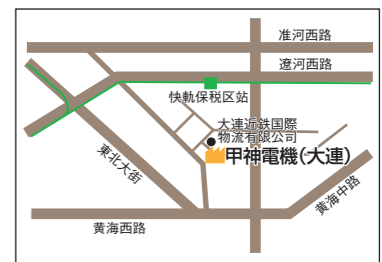 准河西路
遼河西路
快軌保税区站
大連近鉄国際
物流有限公司
甲神電機(大連)
東北大街
黄海中路
黄海西路